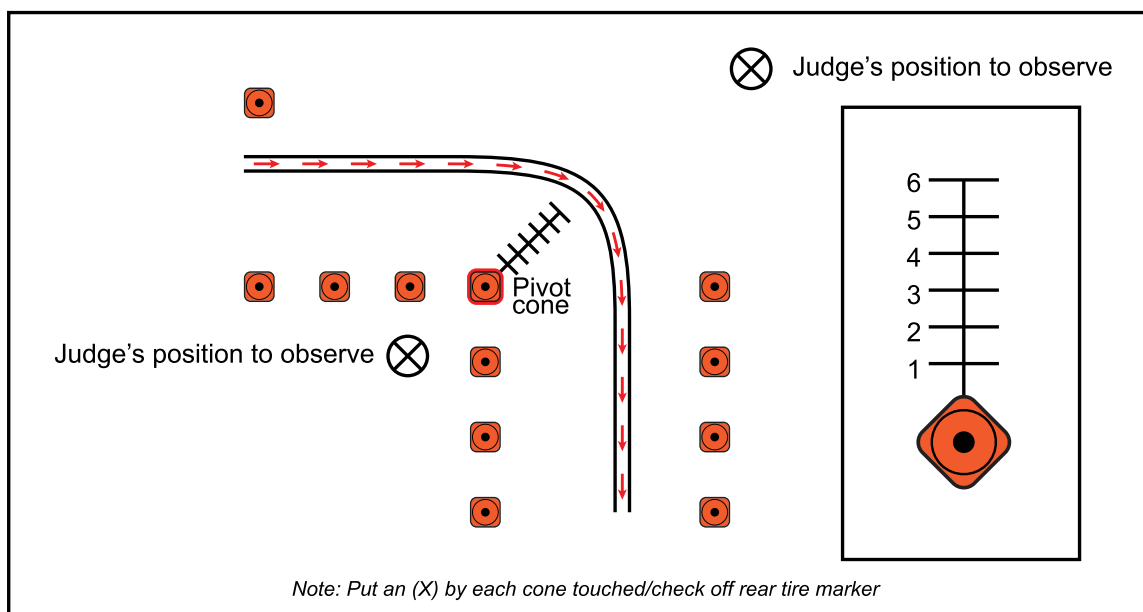 Judge's position to observe
6
5
4
3
2
1
Pivot
cone
Judge's position to observe
Note: Put an (X) by each cone touched/check off rear tire marker